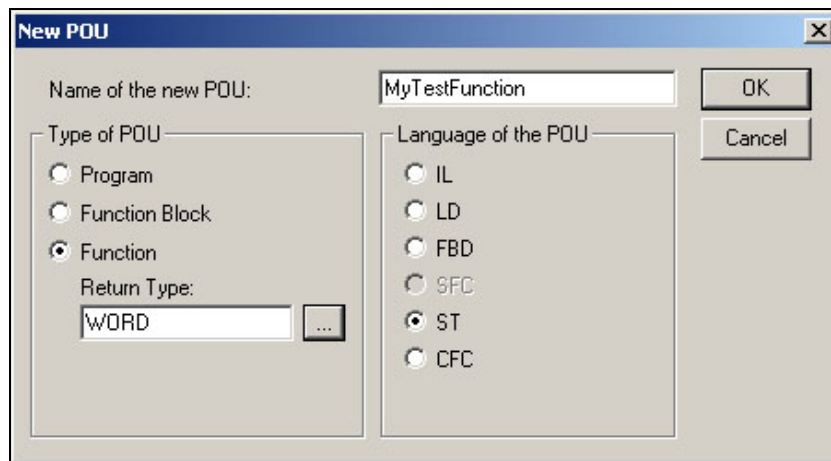 New POU
Name of the new POU:
MyTestFunction
OK
Cancel
Type of POU
Program
Function Block
Function
Return Type:
WORD
...
Language of the POU
IL
LD
FBD
SFC
ST
CFC